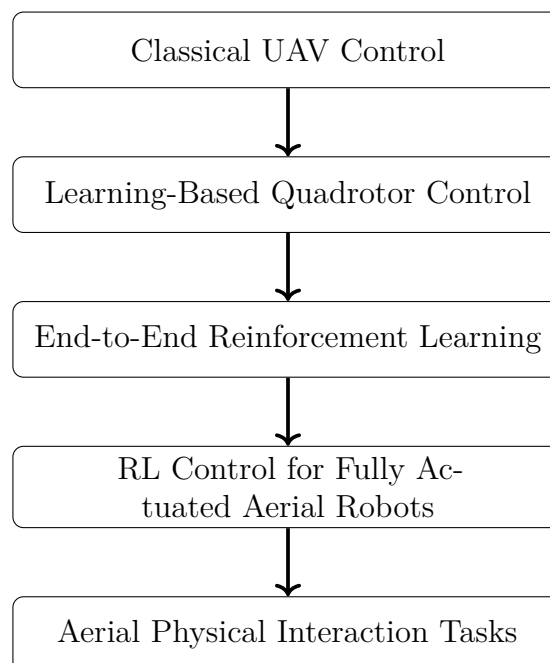 Classical UAV Control
Learning-Based Quadrotor Control
End-to-End Reinforcement Learning
RL Control for Fully Ac-
tuated Aerial Robots
Aerial Physical Interaction Tasks